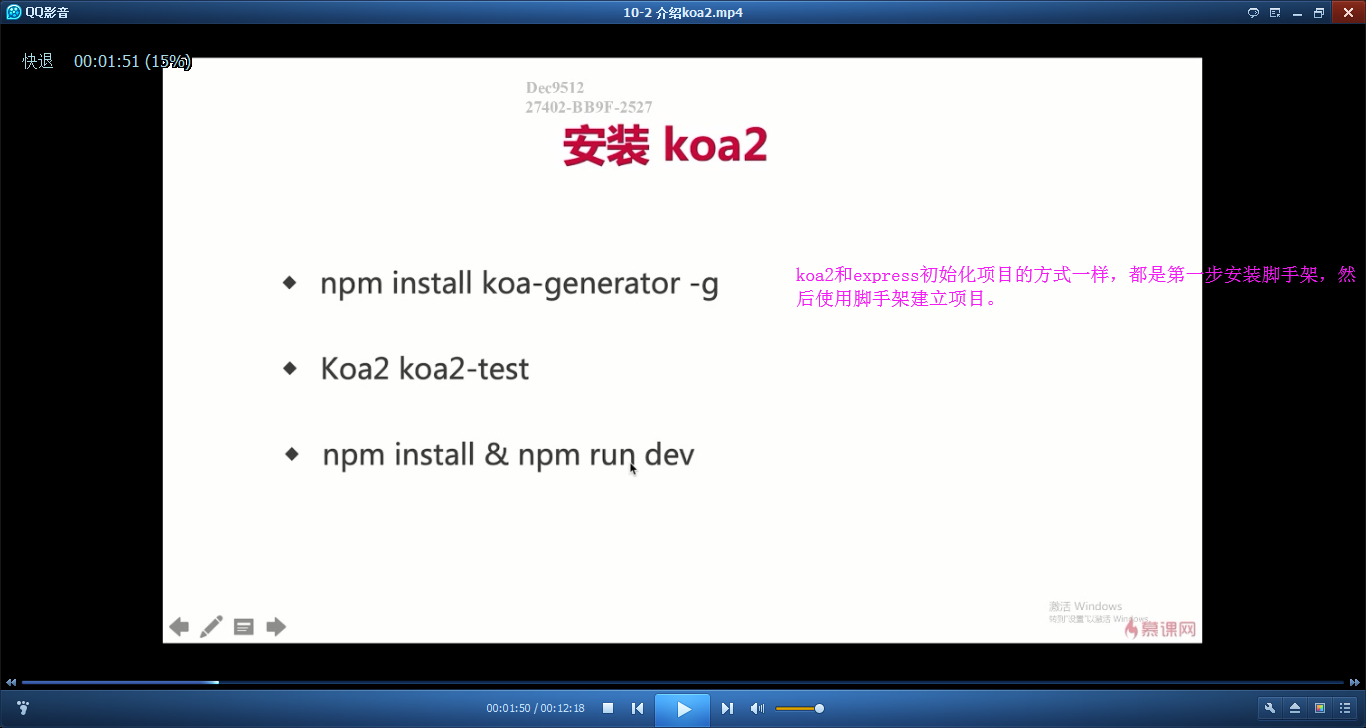 QQ影音
10-2 介绍koa2.mp4
快退 00:01:51 (15%)
Dec9512
27402-BB9F-2527
安装 koa2
npm install koa-generator -g
koa2和express初始化项目的方式一样，都是第一步安装脚手架，然
后使用脚手架建立项目。
Koa2 koa2-test
npm install & npm run dev
激活 Windows
转到"设置"以激活 Windows。
慕课网
00:01:50 / 00:12:18